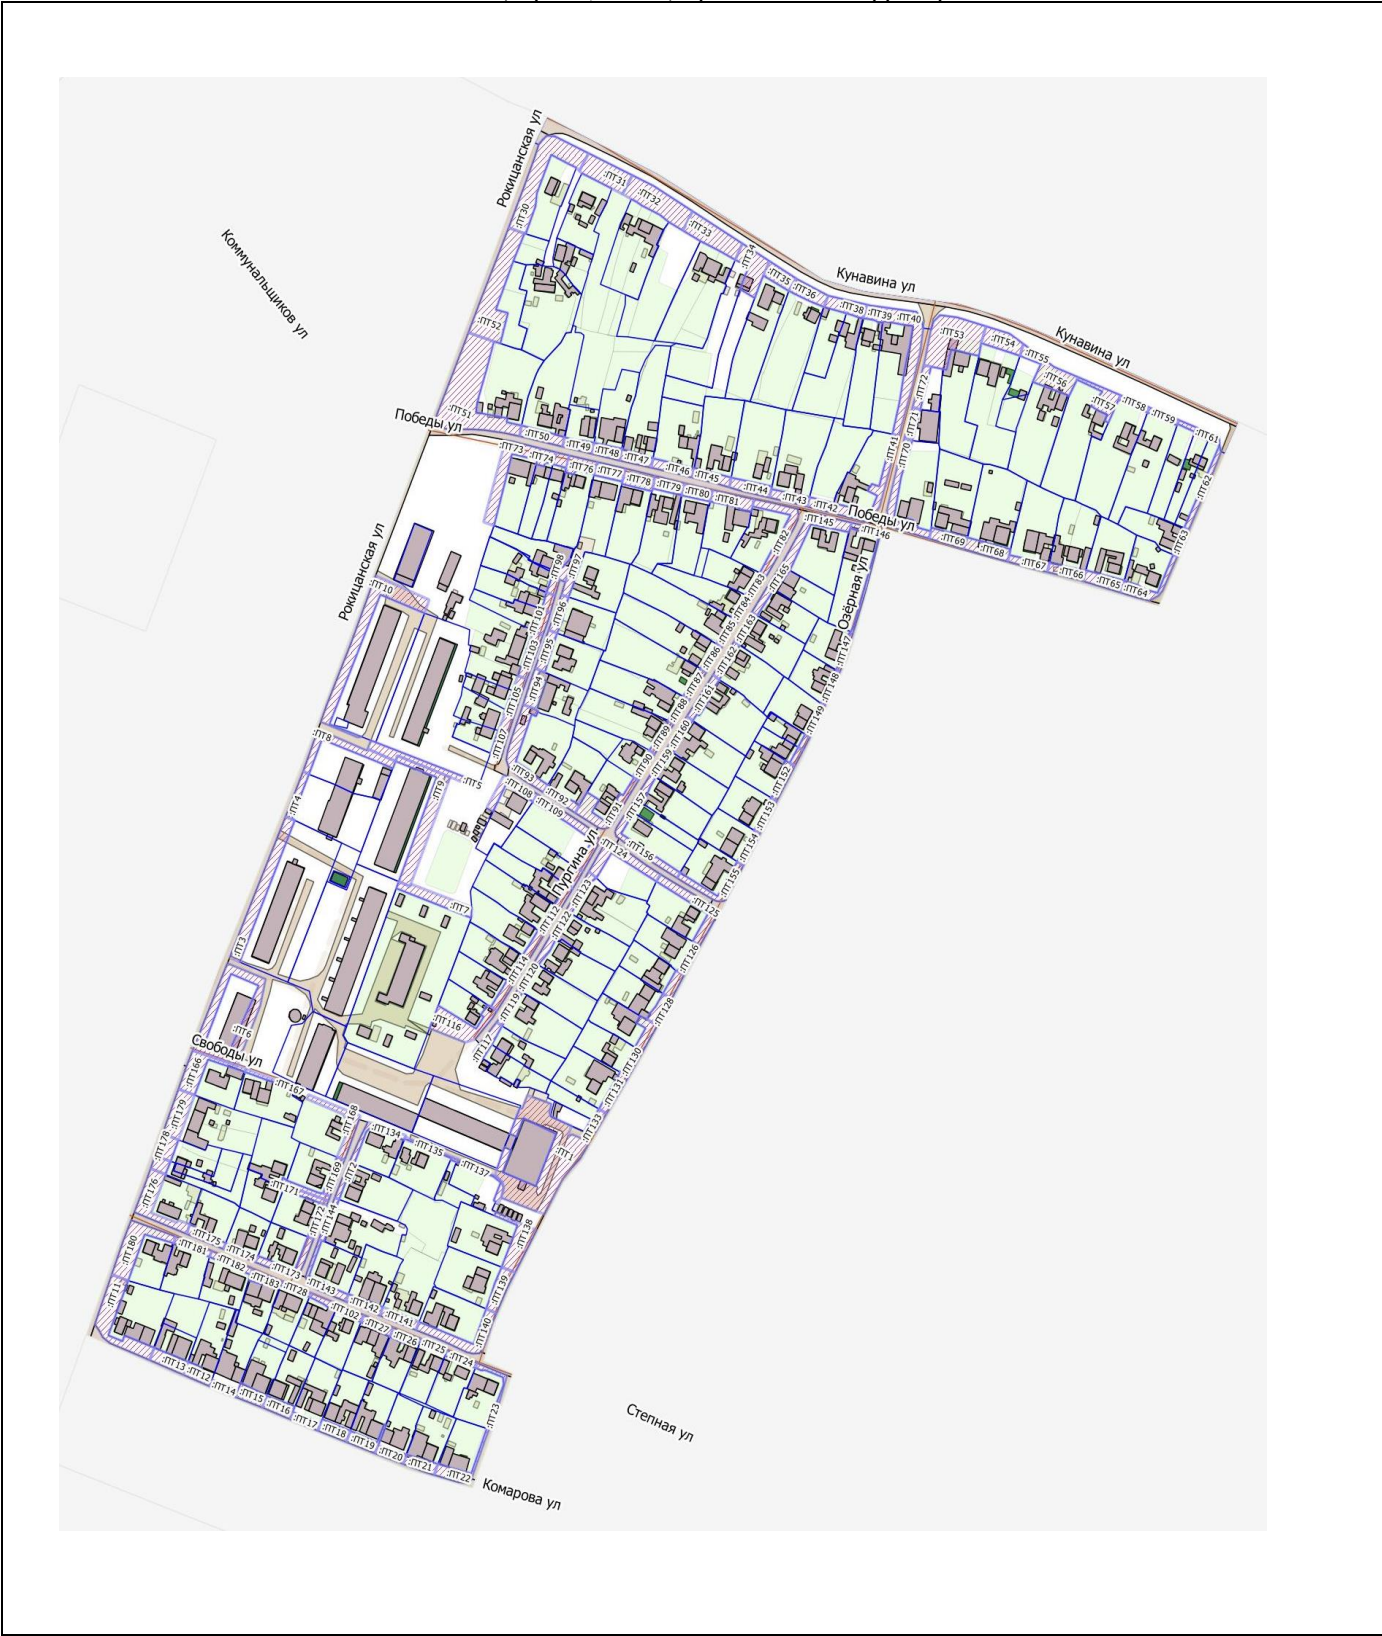 Рокицанская ул
Коммунальщиков ул
:ПТ30
:ПТ31
:ПТ32
:ПТ33
:ПТ34
:ПТ35
:ПТ36
Кунавина ул
:ПТ38
:ПТ39
:ПТ40
:ПТ52
:ПТ53
:ПТ54
:ПТ55
Кунавина ул
:ПТ56
:ПТ57
:ПТ58
:ПТ59
:ПТ61
:ПТ72
:ПТ71
:ПТ70
:ПТ41
:ПТ62
:ПТ63
:ПТ51
Победы ул
:ПТ50
:ПТ49
:ПТ48
:ПТ47
:ПТ46
:ПТ45
:ПТ44
:ПТ43
:ПТ42
Победы ул
:ПТ73
:ПТ74
:ПТ76
:ПТ77
:ПТ78
:ПТ79
:ПТ80
:ПТ81
:ПТ145
:ПТ146
:ПТ69
:ПТ68
:ПТ67
:ПТ66
:ПТ65
:ПТ64
Рокицанская ул
:ПТ82
:ПТ98
:ПТ97
:ПТ83
:ПТ165
Озёрная ул
:ПТ10
:ПТ101
:ПТ96
:ПТ84
:ПТ85
:ПТ163
:ПТ103
:ПТ95
:ПТ86
:ПТ162
:ПТ147
:ПТ105
:ПТ94
:ПТ87
:ПТ161
:ПТ148
:ПТ88
:ПТ149
:ПТ8
:ПТ107
:ПТ89
:ПТ160
:ПТ5
:ПТ93
:ПТ90
:ПТ159
:ПТ152
:ПТ4
:ПТ9
:ПТ108
:ПТ92
:ПТ109
:ПТ91
:ПТ157
:ПТ153
Пургина ул
:ПТ124
:ПТ156
:ПТ154
:ПТ155
:ПТ7
:ПТ123
:ПТ125
:ПТ3
:ПТ112
:ПТ122
:ПТ126
:ПТ114
:ПТ120
:ПТ6
:ПТ116
:ПТ119
:ПТ128
Свободы ул
:ПТ117
:ПТ130
:ПТ166
:ПТ167
:ПТ131
:ПТ179
:ПТ168
:ПТ134
:ПТ133
:ПТ178
:ПТ135
:ПТ137
:ПТ1
:ПТ169
:ПТ2
:ПТ176
:ПТ171
:ПТ172
:ПТ144
:ПТ138
:ПТ180
:ПТ175
:ПТ174
:ПТ173
:ПТ143
:ПТ181
:ПТ182
:ПТ183
:ПТ28
:ПТ139
:ПТ11
:ПТ102
:ПТ142
:ПТ141
:ПТ140
:ПТ27
:ПТ26
:ПТ25
:ПТ24
:ПТ13
:ПТ12
:ПТ14
:ПТ15
:ПТ16
:ПТ17
:ПТ18
:ПТ19
:ПТ20
:ПТ21
:ПТ22
:ПТ23
Степная ул
Комарова ул